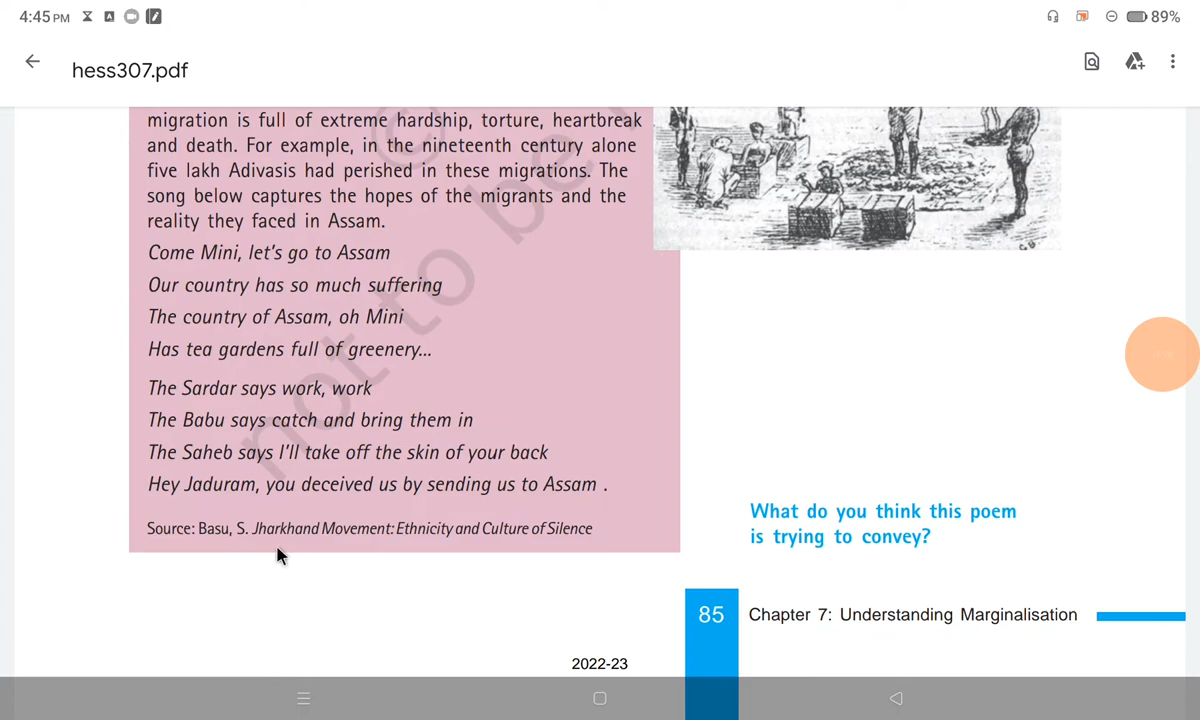 4:45 PM
89%
hess307.pdf
migration is full of extreme hardship, torture, heartbreak
and death. For example, in the nineteenth century alone
five lakh Adivasis had perished in these migrations. The
song below captures the hopes of the migrants and the
reality they faced in Assam.
Come Mini, let's go to Assam
Our country has so much suffering
The country of Assam, oh Mini
Has tea gardens full of greenery...
The Sardar says work, work
The Babu says catch and bring them in
The Saheb says I'll take off the skin of your back
Hey Jaduram, you deceived us by sending us to Assam .
Source: Basu, S. Jharkhand Movement: Ethnicity and Culture of Silence
What do you think this poem
is trying to convey?
85 Chapter 7: Understanding Marginalisation
2022-23
© not to be